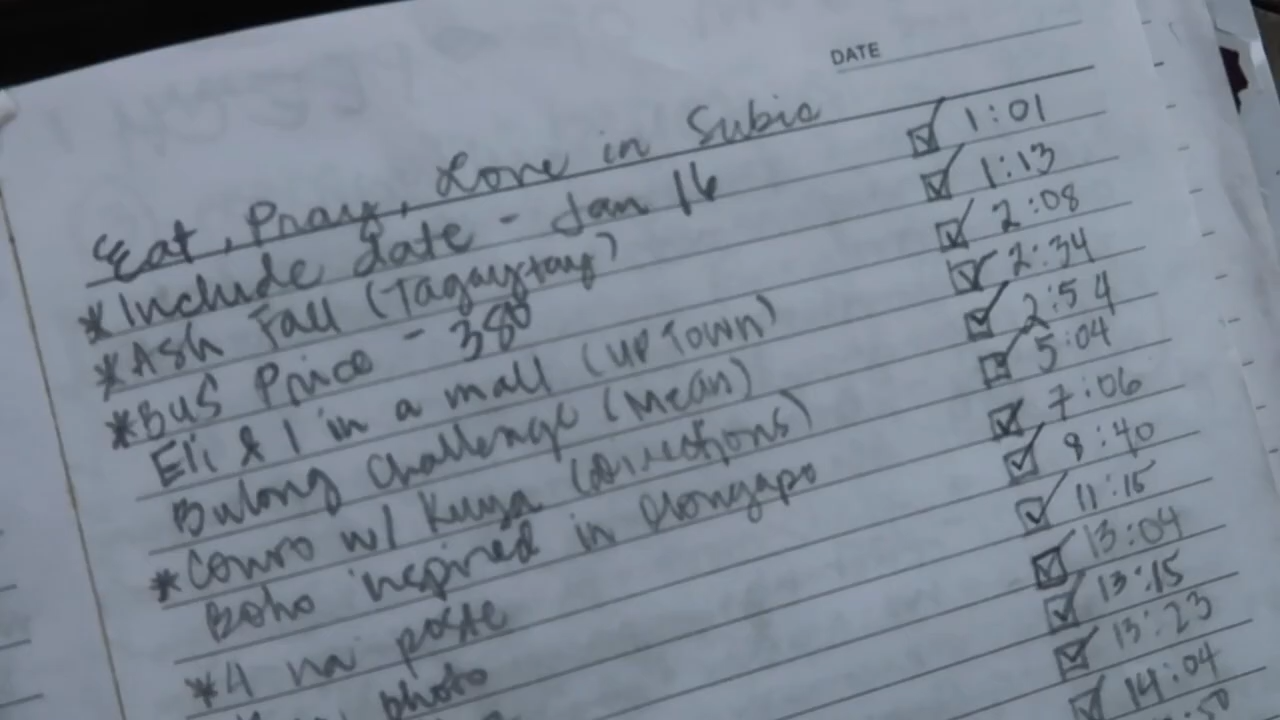 DATE
Eat, Pray, Love in Subic
*Include date - Jan 16
*Ash Fall (Tagaytay)
*Bus Price - 380
Eli & I in a mall (UP Town)
Bulong Challenge (Mean)
*Convo w/ Kuya (directions)
Boho inspired in Olongapo
*4 na poste
photo
1:01
1:13
2:08
2:34
2:54
5:04
7:06
8:40
11:15
13:04
13:15
13:23
14:04
:50